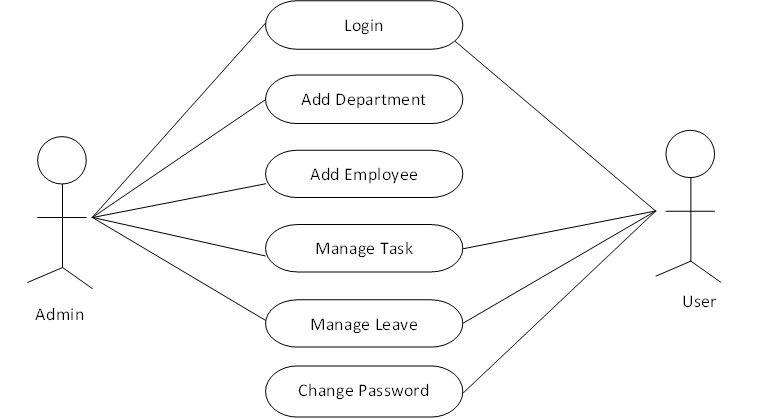 Login
Add Department
Add Employee
Manage Task
Manage Leave
Change Password
Admin
User